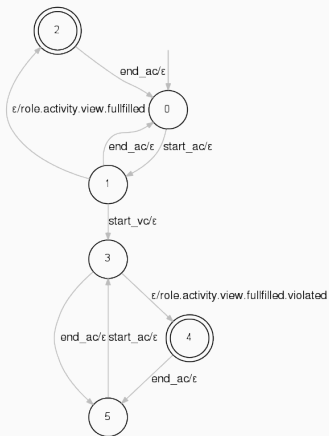 2
end_ac/ε
0
ε/role.activity.view.fullfilled
end_ac/ε
start_ac/ε
1
start_vc/ε
3
ε/role.activity.view.fullfilled.violated
end_ac/ε
start_ac/ε
4
end_ac/ε
5